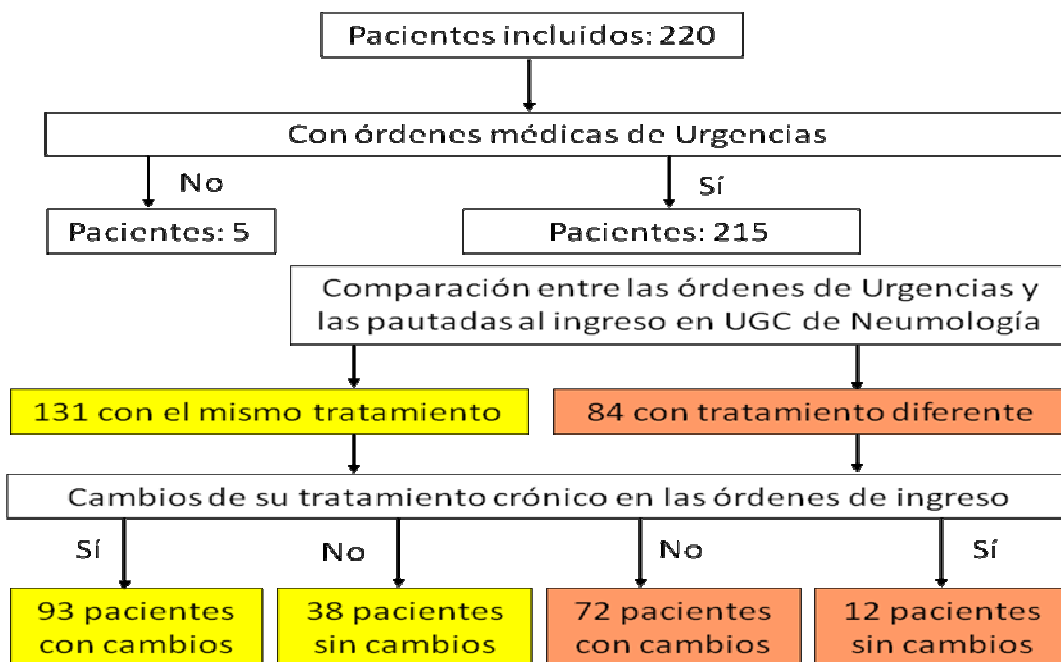 Pacientes incluídos: 220
Con órdenes médicas de Urgencias
No
Sí
Pacientes: 5
Pacientes: 215
Comparación entre las órdenes de Urgencias y
las pautadas al ingreso en UGC de Neumología
131 con el mismo tratamiento
84 con tratamiento diferente
Cambios de su tratamiento crónico en las órdenes de ingreso
Sí
No
No
Sí
93 pacientes
con cambios
38 pacientes
sin cambios
72 pacientes
con cambios
12 pacientes
sin cambios